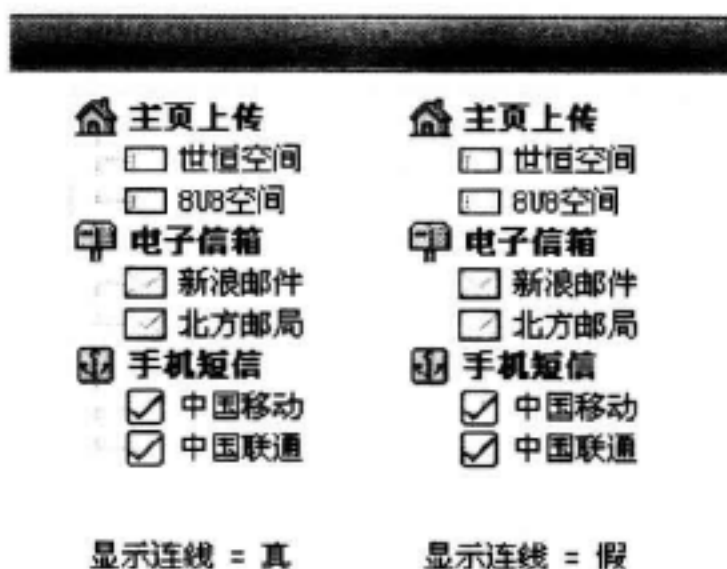 主页上传
世恒空间
8U8空间
电子信箱
新浪邮件
北方邮局
手机短信
中国移动
中国联通
显示连线 = 真
主页上传
世恒空间
8U8空间
电子信箱
新浪邮件
北方邮局
手机短信
中国移动
中国联通
显示连线 = 假